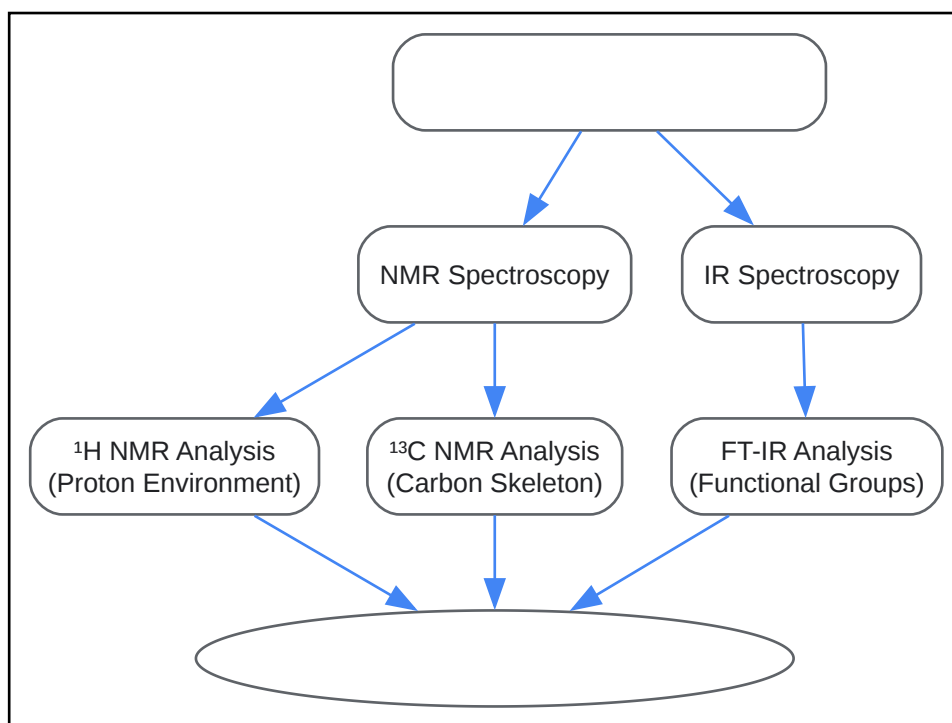 NMR Spectroscopy
IR Spectroscopy
¹H NMR Analysis
(Proton Environment)
¹³C NMR Analysis
(Carbon Skeleton)
FT-IR Analysis
(Functional Groups)